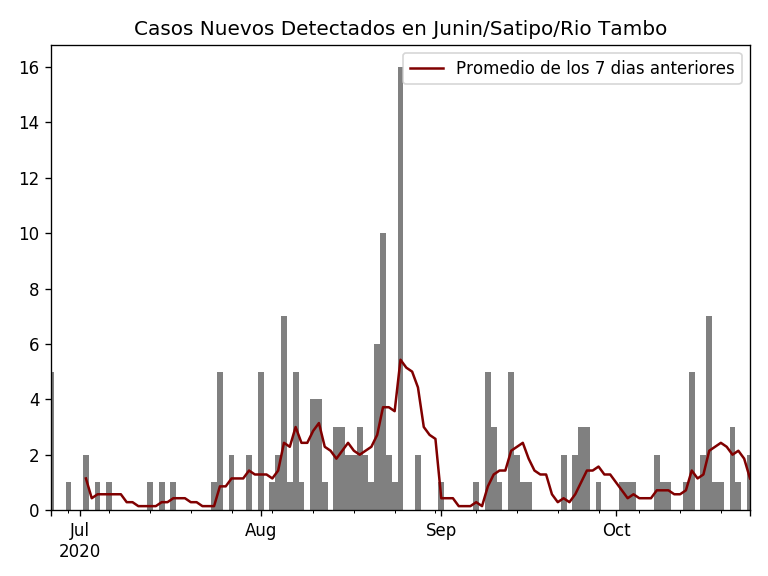 Casos Nuevos Detectados en Junin/Satipo/Rio Tambo
Promedio de los 7 dias anteriores
16
14
12
10
8
6
4
2
0
Jul
2020
Aug
Sep
Oct